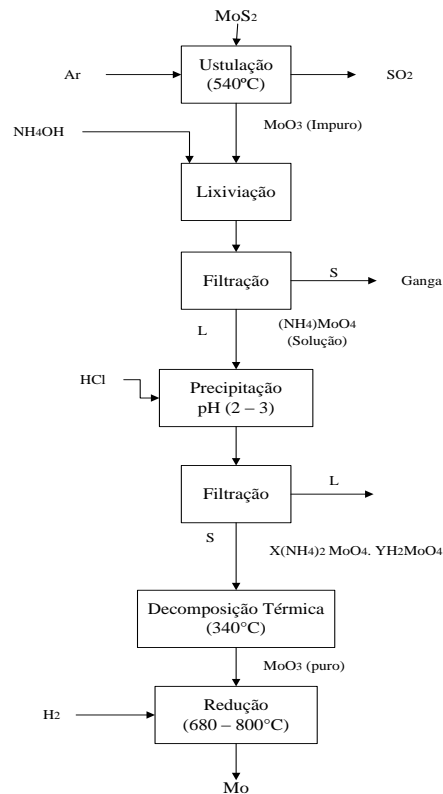 MoS2
Ustulação
(540ºC)
Ar
SO2
MoO3 (Impuro)
NH4OH
Lixiviação
Filtração
S
Ganga
L
(NH4)MoO4
(Solução)
HCl
Precipitação
pH (2 – 3)
Filtração
L
S
X(NH4)2 MoO4. YH2MoO4
Decomposição Térmica
(340°C)
MoO3 (puro)
H2
Redução
(680 – 800°C)
Mo